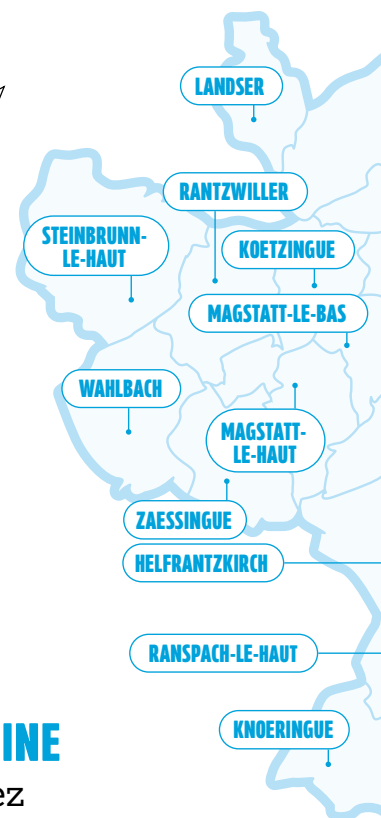 LANDSER
RANTZWILLER
STEINBRUNN-
LE-HAUT
KOETZINGUE
MAGSTATT-LE-BAS
WAHLBACH
MAGSTATT-
LE-HAUT
ZAESSINGUE
HELFRANTZKIRCH
RANSPACH-LE-HAUT
KNOERINGUE
INE
ez